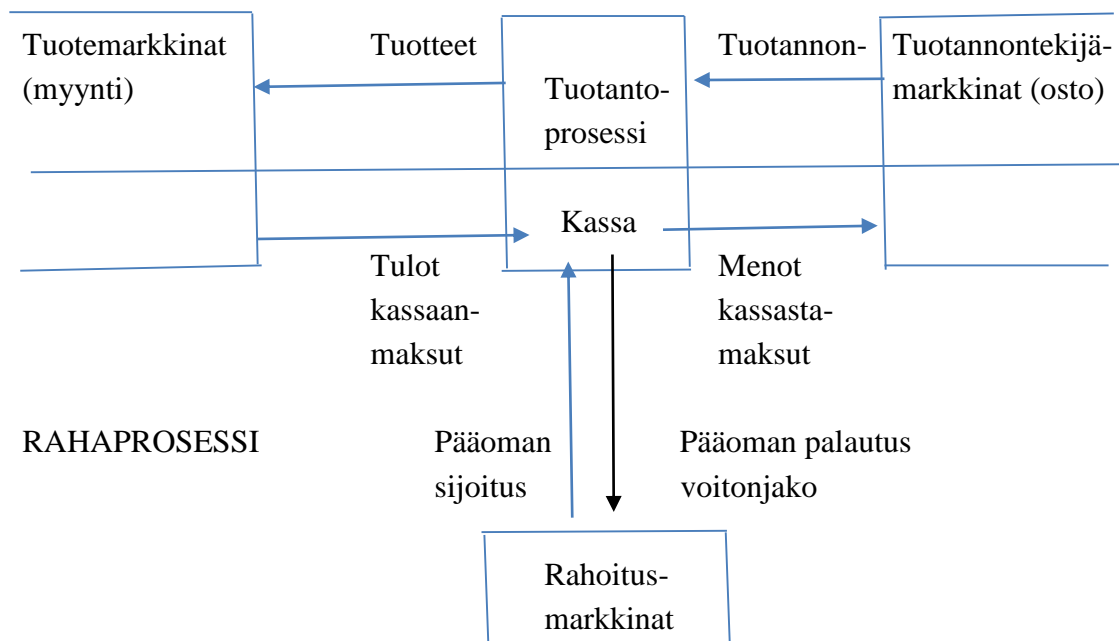 Tuotemarkkinat
(myynti)
Tuotteet
Tuotanto-
prosessi
Tuotannon-
Tuotannontekijä-
markkinat (osto)
Kassa
Tulot
kassaan-
maksut
Menot
kassasta-
maksut
RAHAPROSESSI
Pääoman
sijoitus
Pääoman palautus
voitonjako
Rahoitus-
markkinat